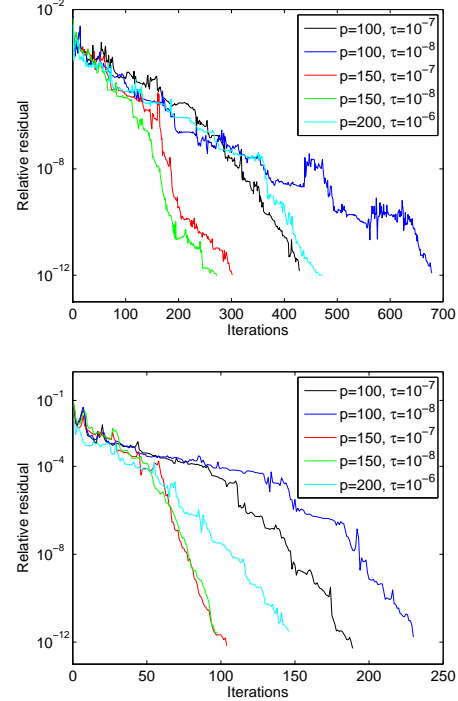 10⁻²
10⁻⁸
10⁻¹²
Relative residual
0 100 200 300 400 500 600 700
Iterations
p=100, τ=10⁻⁷
p=100, τ=10⁻⁸
p=150, τ=10⁻⁷
p=150, τ=10⁻⁸
p=200, τ=10⁻⁶
10⁻¹
10⁻⁴
10⁻⁸
10⁻¹²
Relative residual
0 50 100 150 200 250
Iterations
p=100, τ=10⁻⁷
p=100, τ=10⁻⁸
p=150, τ=10⁻⁷
p=150, τ=10⁻⁸
p=200, τ=10⁻⁶